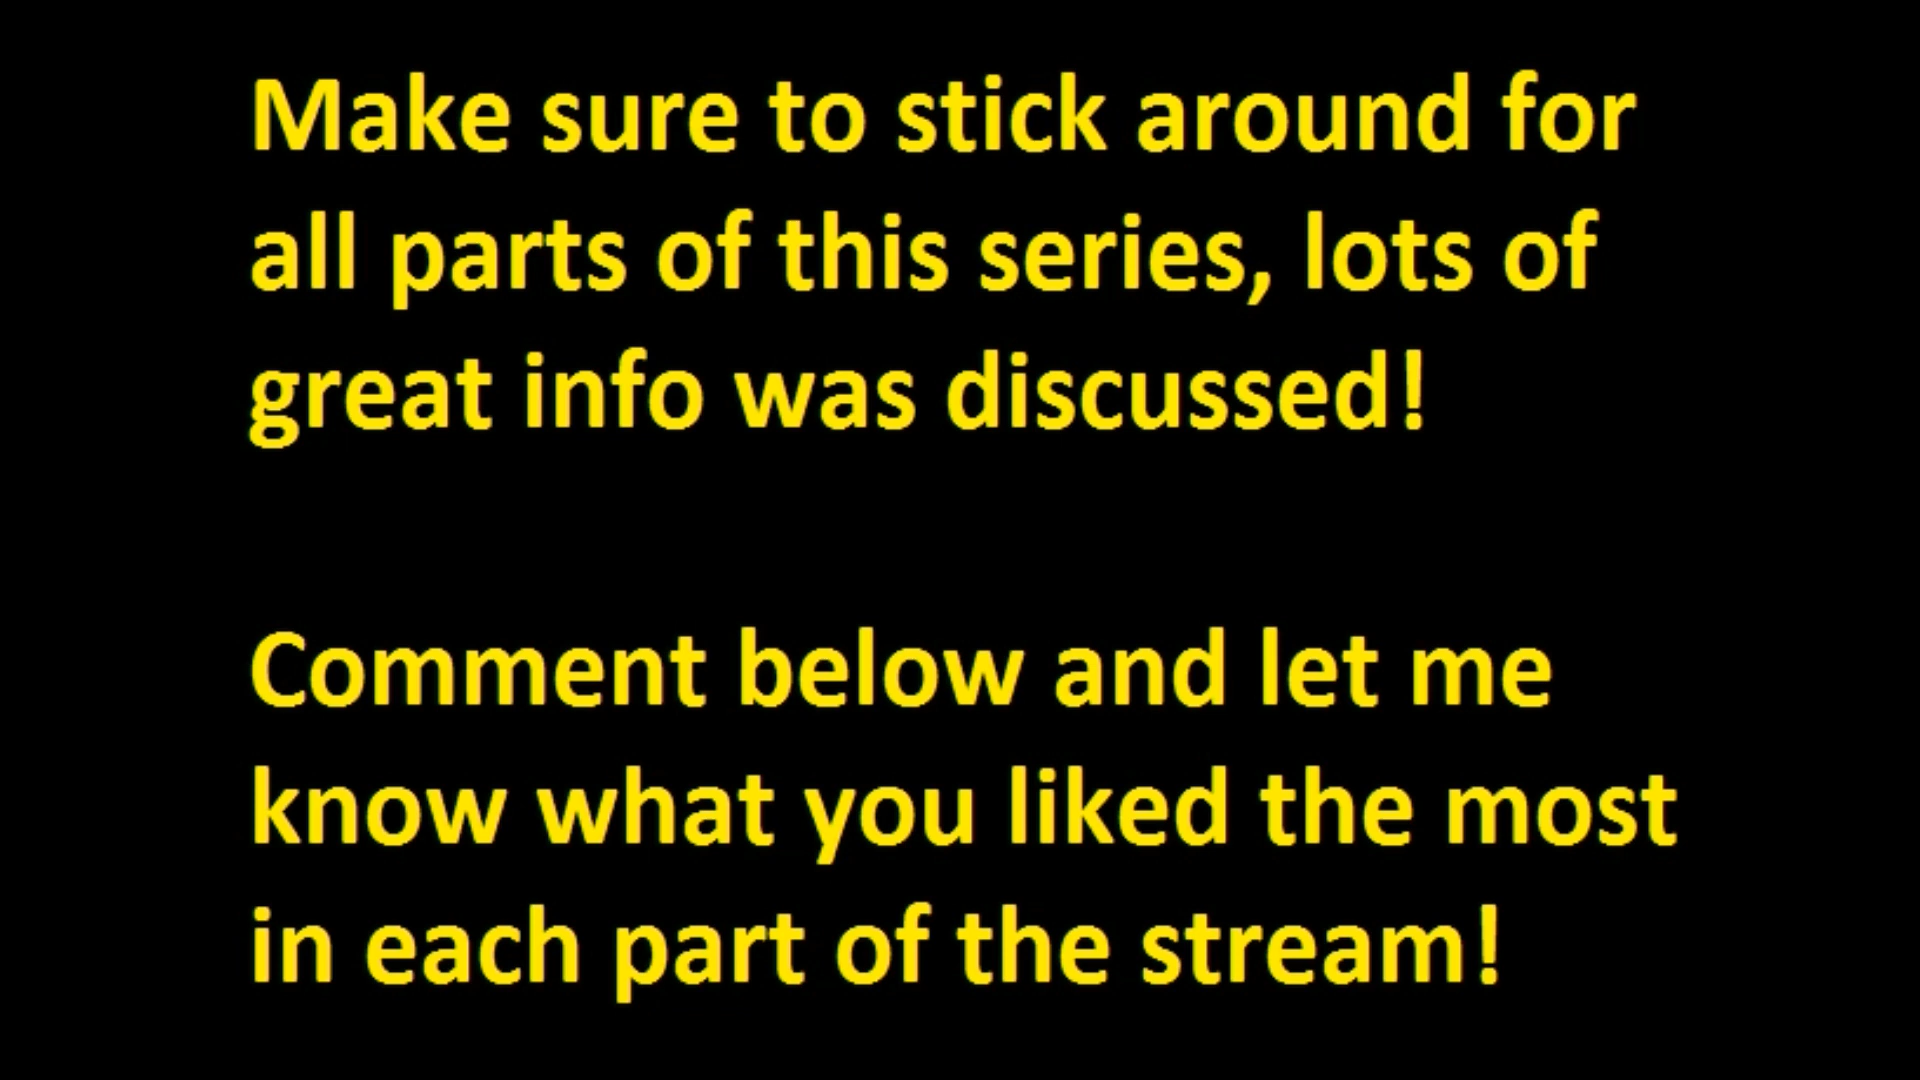 Make sure to stick around for
all parts of this series, lots of
great info was discussed!
Comment below and let me
know what you liked the most
in each part of the stream!